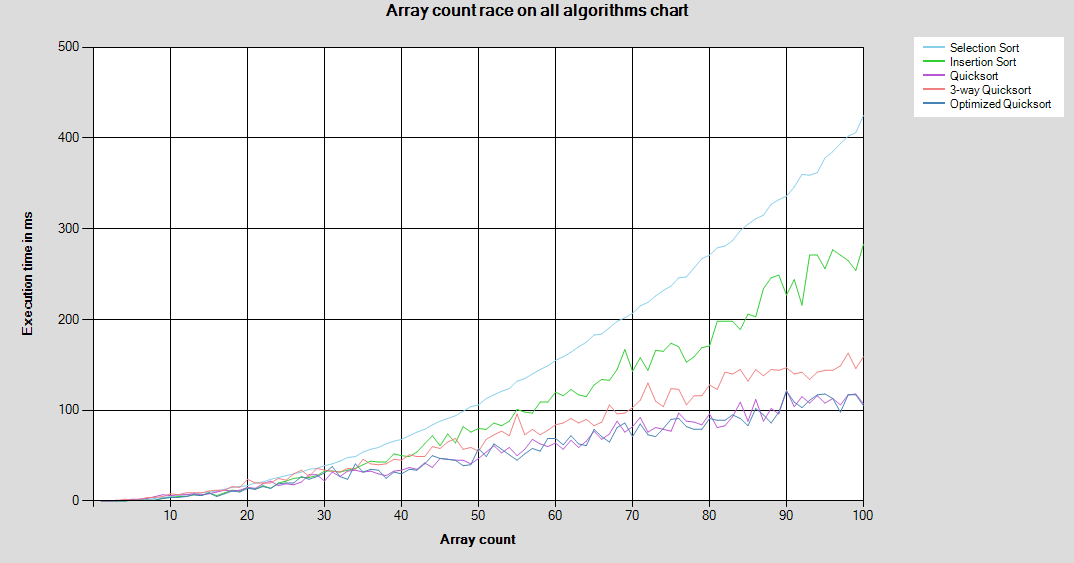 Array count race on all algorithms chart
500
400
300
200
100
0
10 20 30 40 50 60 70 80 90 100
Execution time in ms
Array count
Selection Sort
Insertion Sort
Quicksort
3-way Quicksort
Optimized Quicksort